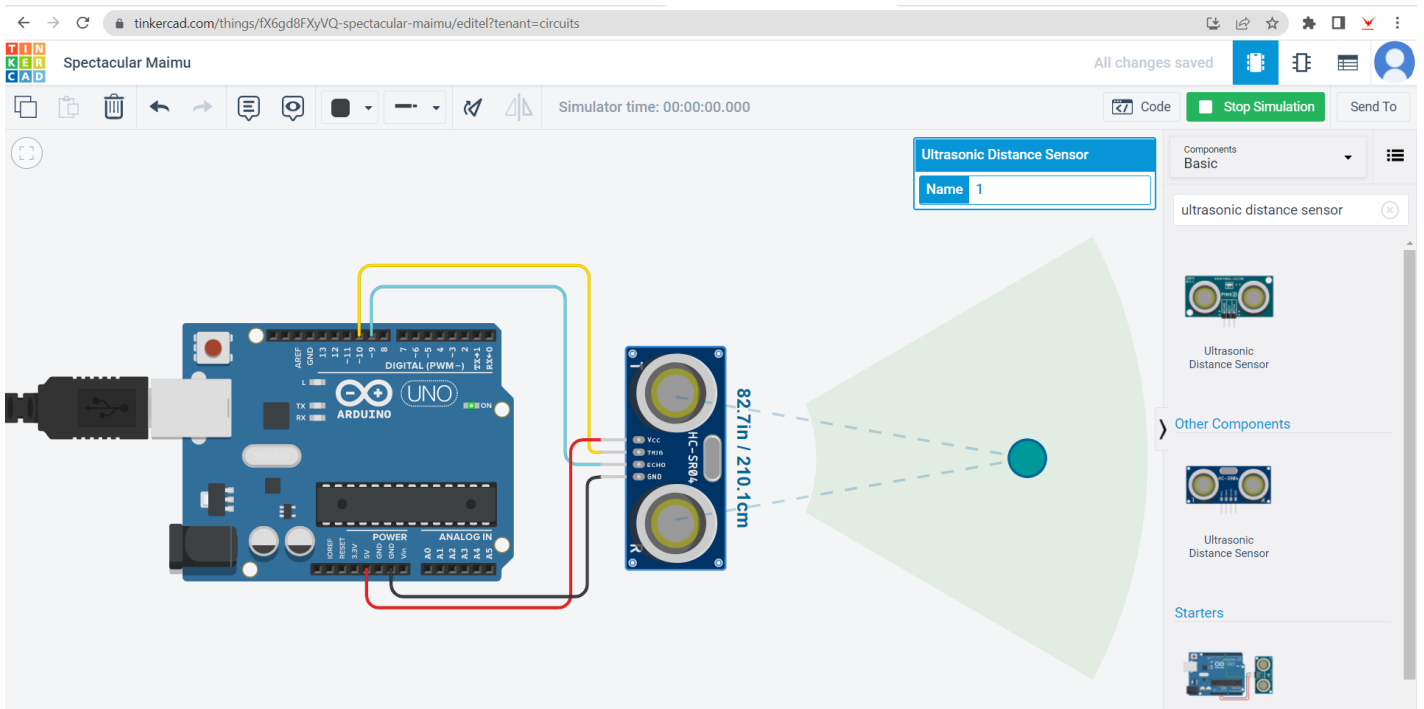 tinkercad.com/things/fX6gd8FXyVQ-spectacular-maimu/editel?tenant=circuits
TIN
KER
CAD
Spectacular Maimu
All changes saved
Simulator time: 00:00:00.000
Code
Stop Simulation
Send To
Ultrasonic Distance Sensor
Name 1
Components
Basic
ultrasonic distance sensor
Ultrasonic
Distance Sensor
Other Components
Ultrasonic
Distance Sensor
Starters
AREF
GND
13
12
~11
~10
~9
8
7
~6
~5
4
~3
2
TX→1
RX←0
DIGITAL (PWM~)
L
TX
RX
ARDUINO
UNO
ON
POWER
ANALOG IN
IOREF
RESET
3.3V
5V
GND
GND
Vin
A0
A1
A2
A3
A4
A5
T
Vcc
TRIG
ECHO
GND
HC-SR04
R
82.7in / 210.1cm